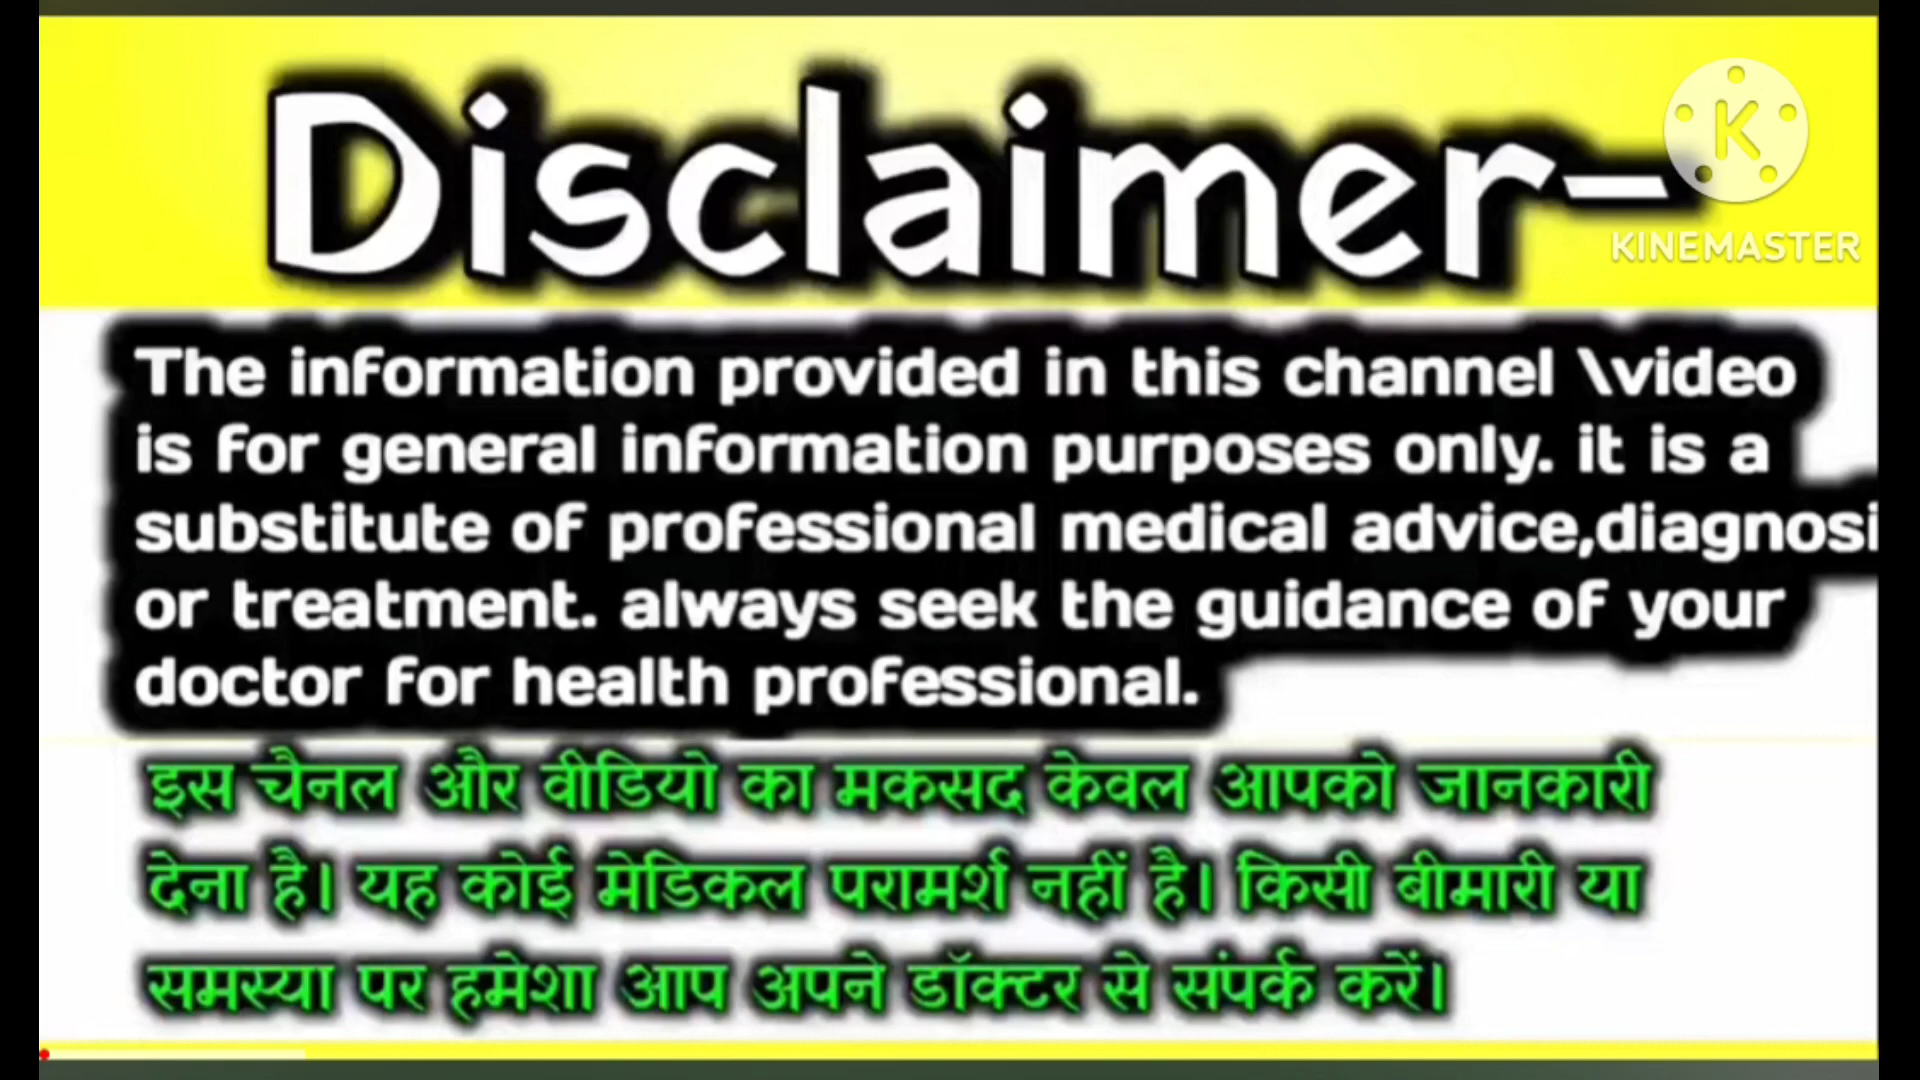 Disclaimer-
KINEMASTER
The information provided in this channel \video
is for general information purposes only. it is a
substitute of professional medical advice,diagnosi
or treatment. always seek the guidance of your
doctor for health professional.
इस चैनल और वीडियो का मकसद केवल आपको जानकारी
देना है। यह कोई मेडिकल परामर्श नहीं है। किसी बीमारी या
समस्या पर हमेशा आप अपने डॉक्टर से संपर्क करें।